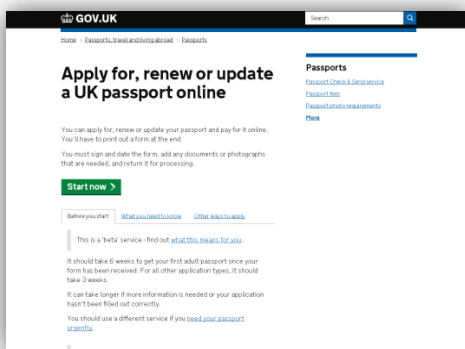 GOV.UK
Search
Home
Passports, travel and living abroad
Passports
Apply for, renew or update
a UK passport online
You can apply for, renew or update your passport and pay for it online.
You'll have to print out a form at the end.
You must sign and date the form, add any documents or photographs
that are needed, and return it for processing.
Start now
Before you start
What you need to know
Other ways to apply
This is a 'beta' service - find out what this means for you.
It should take 6 weeks to get your first adult passport once your
form has been received. For all other application types, it should
take 3 weeks.
It can take longer if more information is needed or your application
hasn't been filled out correctly.
You should use a different service if you need your passport
urgently.
Passports
Passport Check & Send service
Passport fees
Passport photo requirements
More